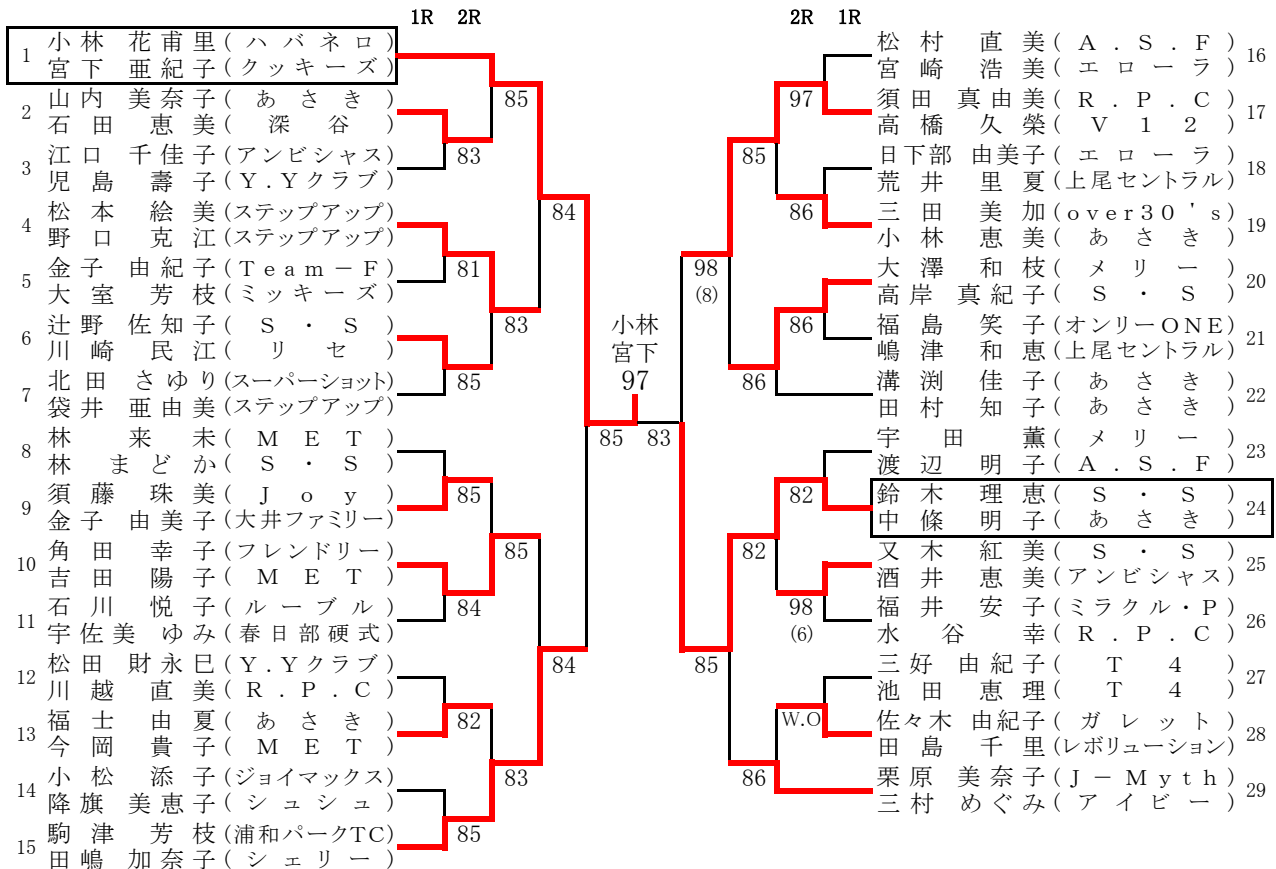 1R 2R
1 小林 花甫里(ハバネロ)
宮下 亜紀子(クッキーズ)
2 山内 美奈子(あさき)
石田 恵美(深谷)
3 江口 千佳子(アンビシャス)
児島 壽子(Y.Yクラブ)
4 松本 絵美(ステップアップ)
野口 克江(ステップアップ)
5 金子 由紀子(Team-F)
大室 芳枝(ミッキーズ)
6 辻野 佐知子(S・S)
川崎 民江(リセ)
7 北田 さゆり(スーパーショット)
袋井 亜由美(ステップアップ)
8 林 来未(MET)
林 まどか(S・S)
9 須藤 珠美(Joy)
金子 由美子(大井ファミリー)
10 角田 幸子(フレンドリー)
吉田 陽子(MET)
11 石川 悦子(ルーブル)
宇佐美 ゆみ(春日部硬式)
12 松田 財永巳(Y.Yクラブ)
川越 直美(R.P.C)
13 福士 由夏(あさき)
今岡 貴子(MET)
14 小松 添子(ジョイマックス)
降旗 美恵子(シュシュ)
15 駒津 芳枝(浦和パークTC)
田嶋 加奈子(シェリー)
85
83
84
81
83
85
85
85
84
84
82
83
85
85
小林
宮下
97
83
2R 1R
松村 直美(A.S.F) 16
宮崎 浩美(エローラ)
須田 真由美(R.P.C) 17
高橋 久榮(V12)
日下部 由美子(エローラ) 18
荒井 里夏(上尾セントラル)
三田 美加(over30's) 19
小林 恵美(あさき)
大澤 和枝(メリー) 20
高岸 真紀子(S・S)
福島 笑子(オンリーONE) 21
嶋津 和恵(上尾セントラル)
溝渕 佳子(あさき) 22
田村 知子(あさき)
宇田 薫(メリー) 23
渡辺 明子(A.S.F)
鈴木 理恵(S・S) 24
中條 明子(あさき)
又木 紅美(S・S) 25
酒井 恵美(アンビシャス)
福井 安子(ミラクル・P) 26
水谷 幸(R.P.C)
三好 由紀子(T4) 27
池田 恵理(T4)
佐々木 由紀子(ガレット) 28
田島 千里(レボリューション)
栗原 美奈子(J-Myth) 29
三村 めぐみ(アイビー)
97
85
86
98
(8)
86
86
82
82
98
(6)
85
W.O
86